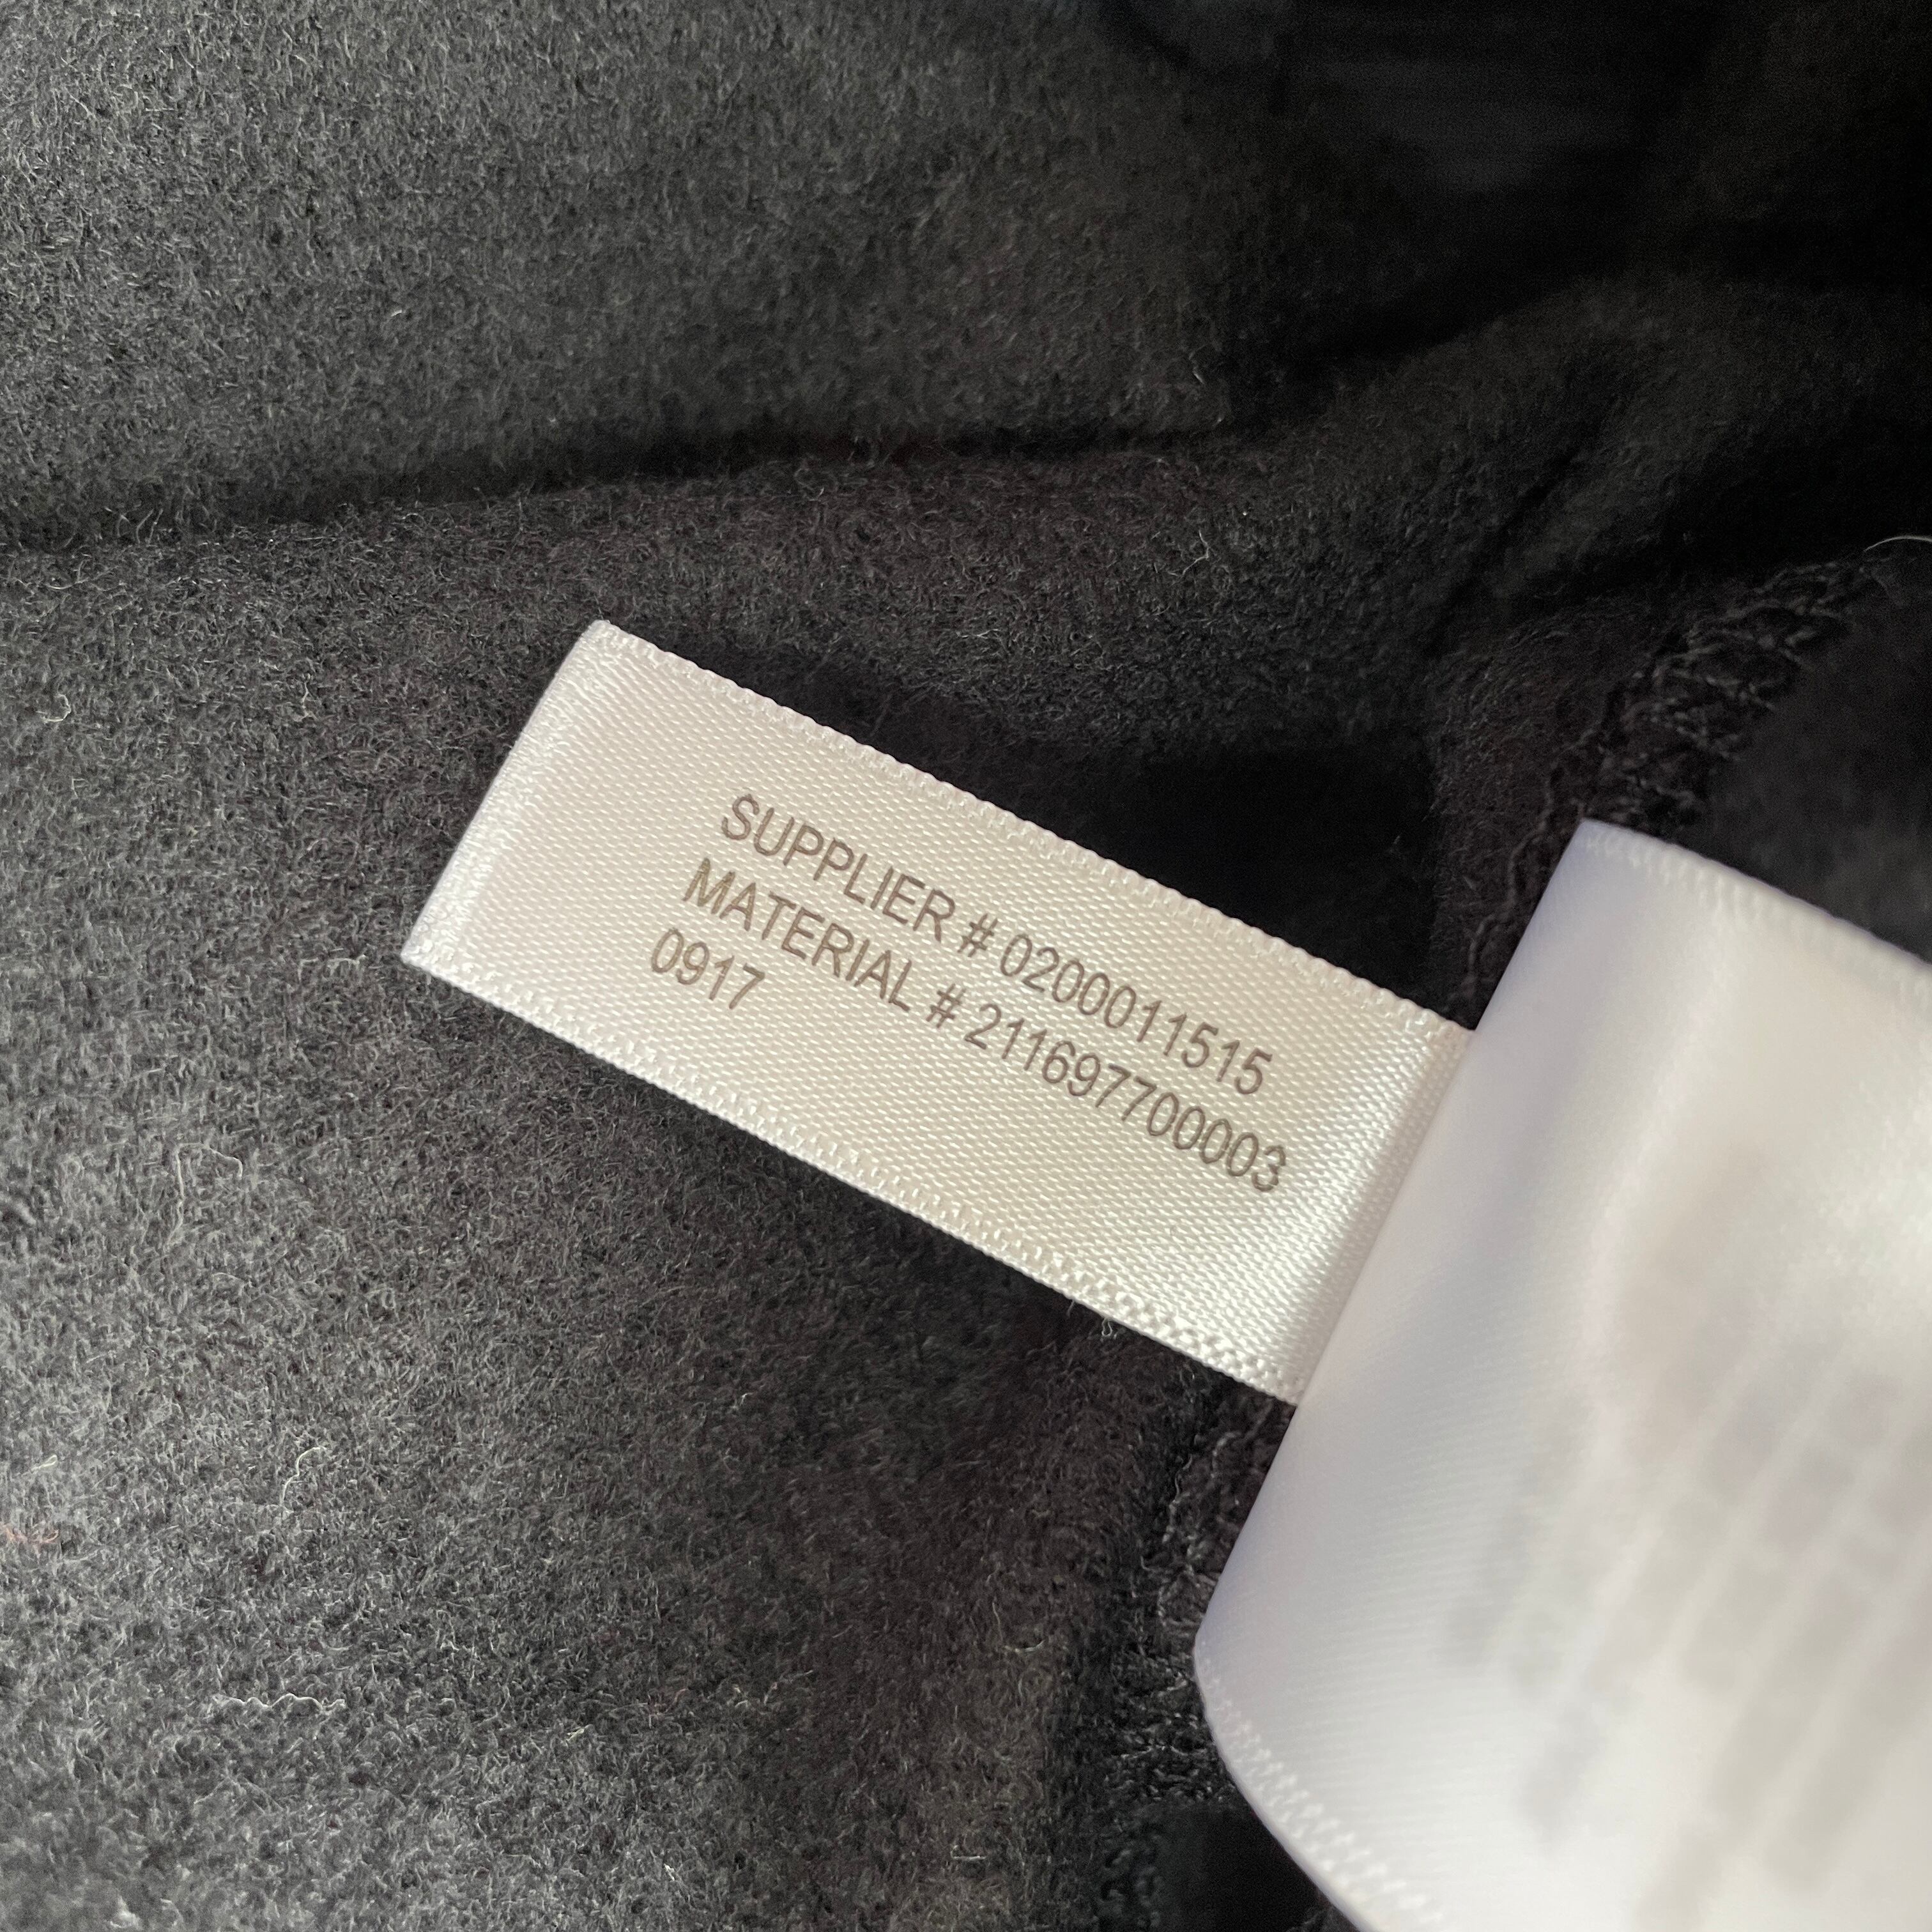 SUPPLIER # 0200011515
MATERIAL # 211697700003
0917